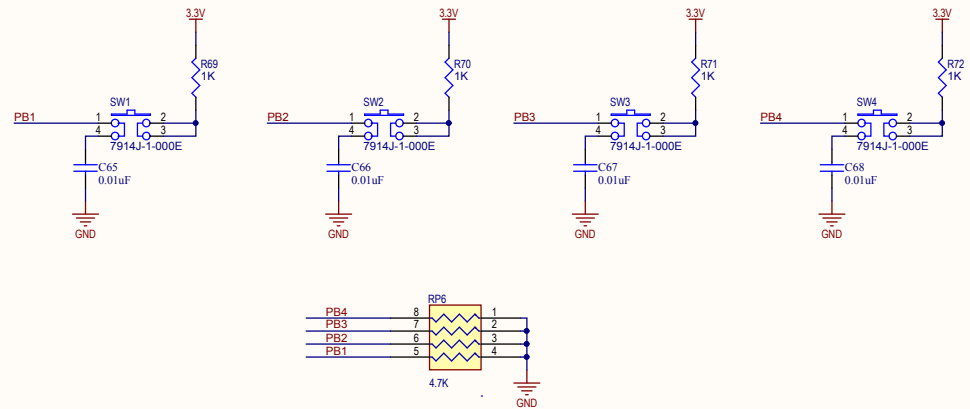 3.3V 3.3V 3.3V 3.3V
R69 R70 R71 R72
1K 1K 1K 1K
SW1 SW2 SW3 SW4
PB1 1 2 PB2 1 2 PB3 1 2 PB4 1 2
4 3 4 3 4 3 4 3
7914J-1-000E 7914J-1-000E 7914J-1-000E 7914J-1-000E
C65 C66 C67 C68
0.01uF 0.01uF 0.01uF 0.01uF
GND GND GND GND
RP6
PB4 8 1
PB3 7 2
PB2 6 3
PB1 5 4
4.7K
GND